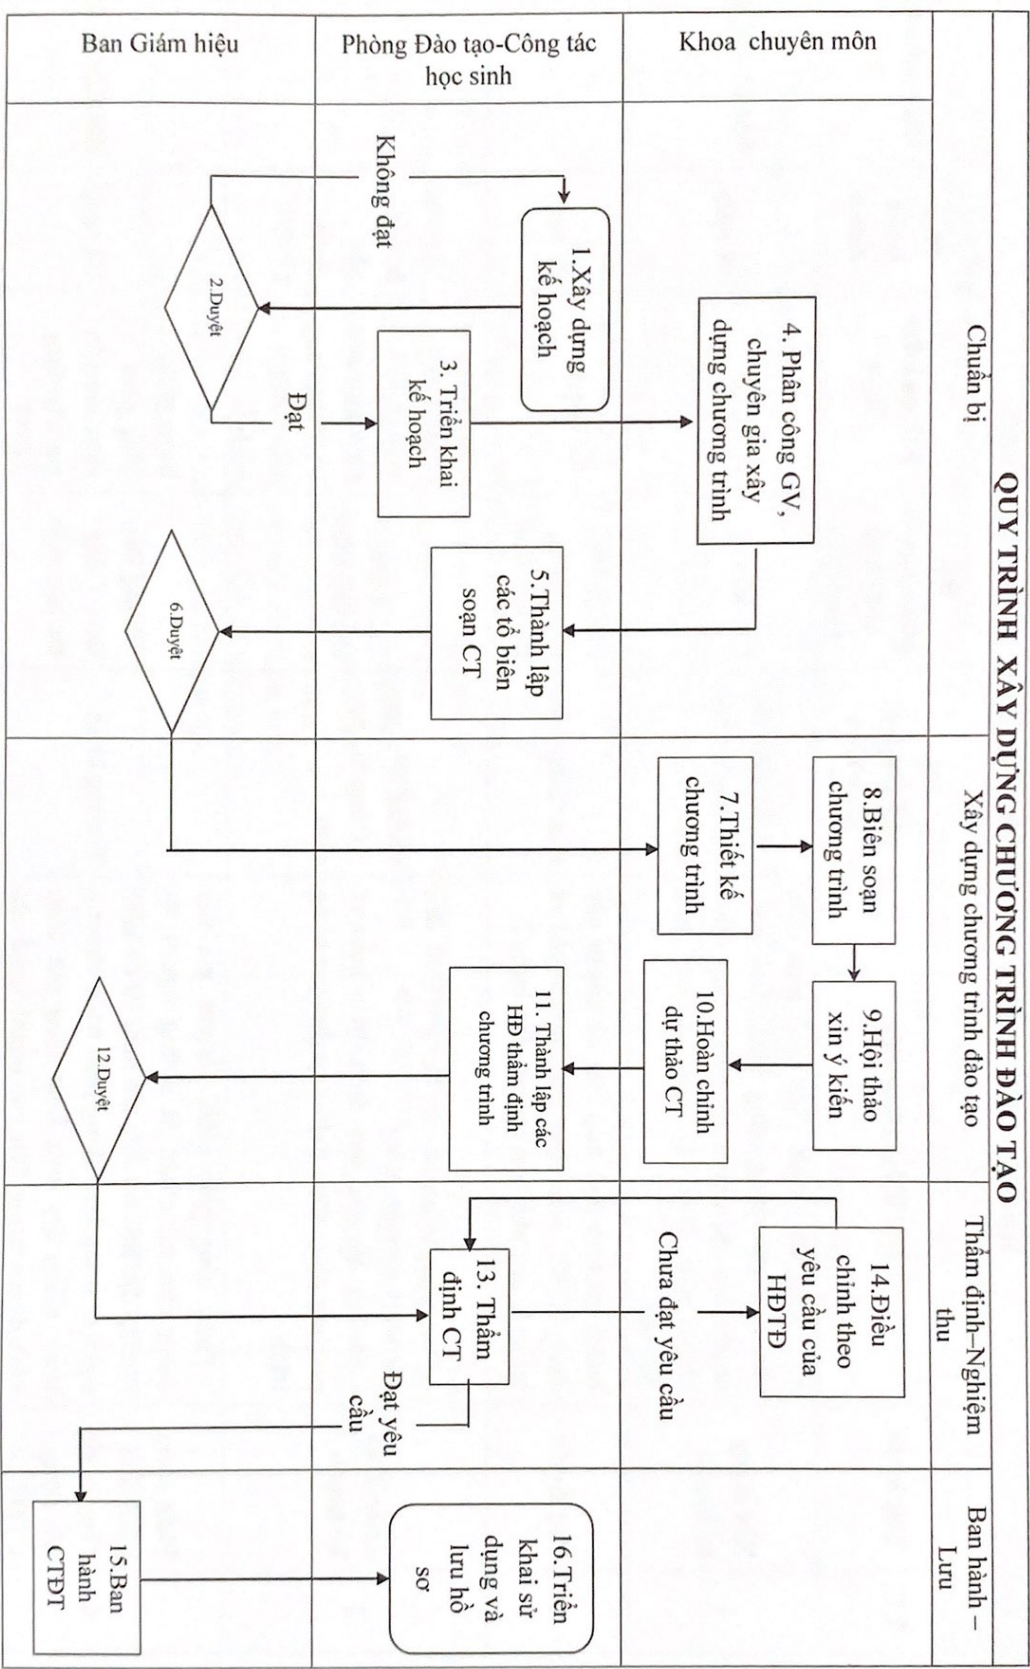 QUY TRÌNH XÂY DỰNG CHƯƠNG TRÌNH ĐÀO TẠO
Chuẩn bị
Xây dựng chương trình đào tạo
Thẩm định–Nghiệm
thu
Ban hành –
Lưu
Khoa chuyên môn
4. Phân công GV,
chuyên gia xây
dựng chương trình
8.Biên soạn
chương trình
9.Hội thảo
xin ý kiến
7.Thiết kế
chương trình
10.Hoàn chỉnh
dự thảo CT
14.Điều
chỉnh theo
yêu cầu của
HĐTĐ
Chưa đạt yêu cầu
Phòng Đào tạo-Công tác
học sinh
1.Xây dựng
kế hoạch
3. Triển khai
kế hoạch
5.Thành lập
các tổ biên
soạn CT
11. Thành lập các
HĐ thẩm định
chương trình
13. Thẩm
định CT
16.Triển
khai sử
dụng và
lưu hồ
sơ
Không đạt
Đạt yêu
cầu
Ban Giám hiệu
2.Duyệt
Đạt
6.Duyệt
12.Duyệt
15.Ban
hành
CTĐT